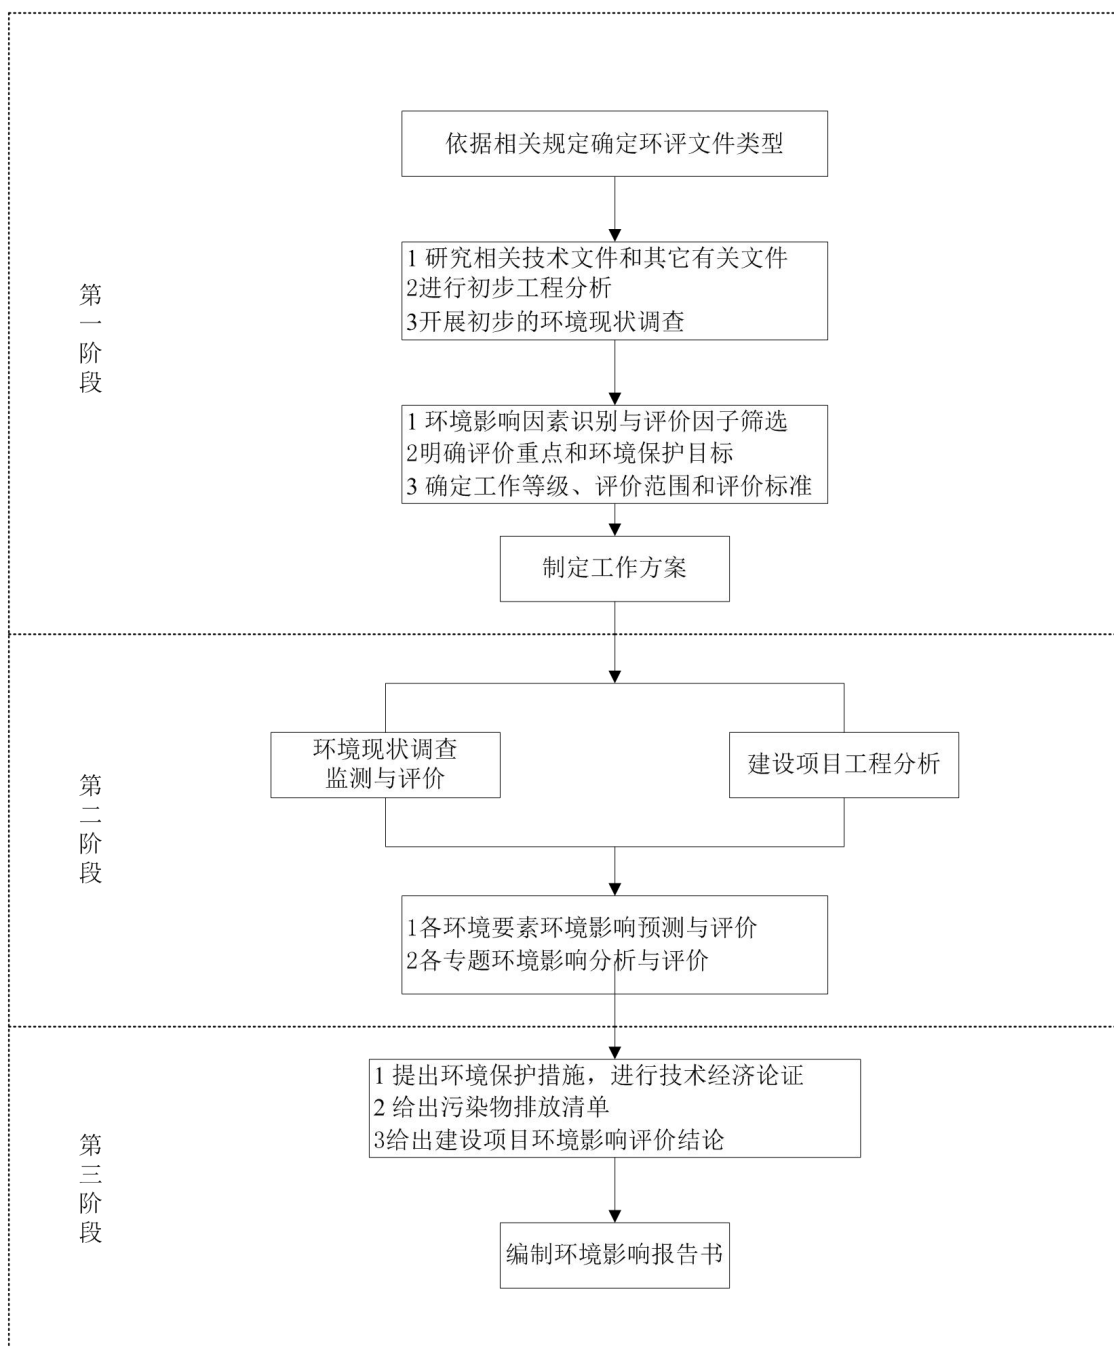 依据相关规定确定环评文件类型
第一阶段
1 研究相关技术文件和其它有关文件
2进行初步工程分析
3开展初步的环境现状调查
1 环境影响因素识别与评价因子筛选
2明确评价重点和环境保护目标
3 确定工作等级、评价范围和评价标准
制定工作方案
第二阶段
环境现状调查
监测与评价
建设项目工程分析
1各环境要素环境影响预测与评价
2各专题环境影响分析与评价
第三阶段
1 提出环境保护措施，进行技术经济论证
2 给出污染物排放清单
3给出建设项目环境影响评价结论
编制环境影响报告书